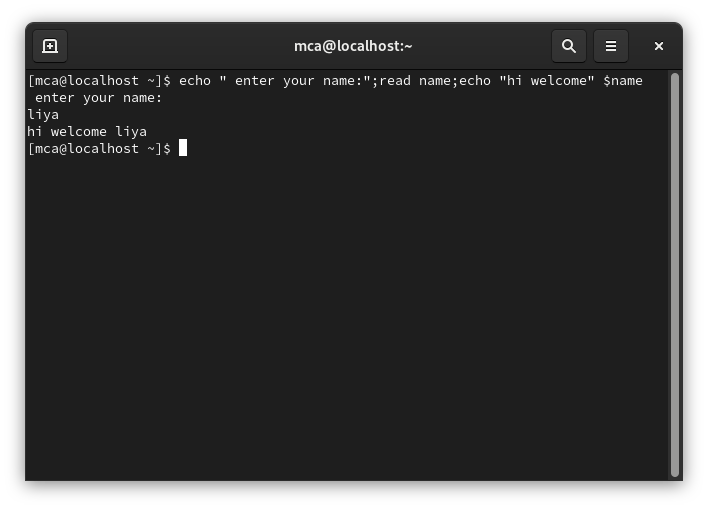 mca@localhost:~
[mca@localhost ~]$ echo " enter your name:";read name;echo "hi welcome" $name
 enter your name:
liya
hi welcome liya
[mca@localhost ~]$